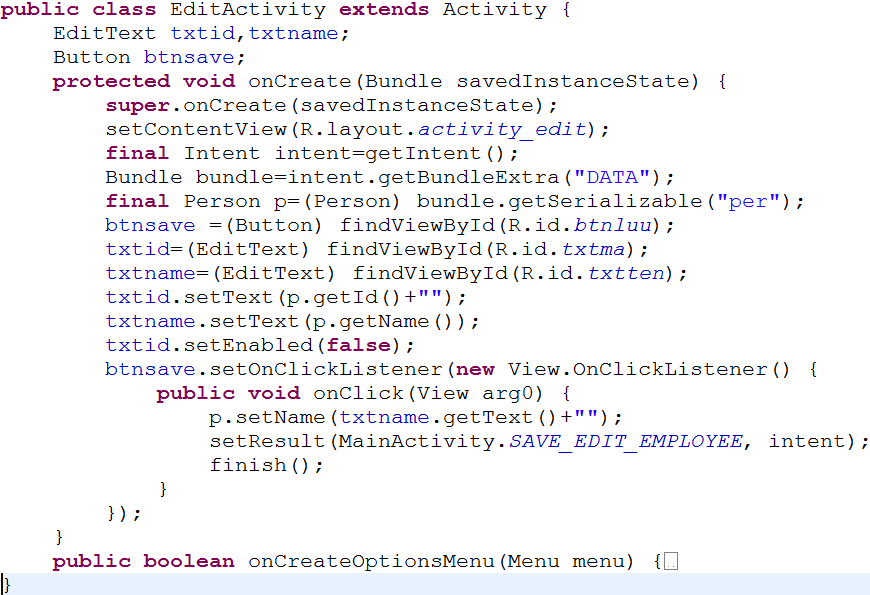 public class EditActivity extends Activity {
    EditText txtid,txtname;
    Button btnsave;
    protected void onCreate(Bundle savedInstanceState) {
        super.onCreate(savedInstanceState);
        setContentView(R.layout.activity_edit);
        final Intent intent=getIntent();
        Bundle bundle=intent.getBundleExtra("DATA");
        final Person p=(Person) bundle.getSerializable("per");
        btnsave =(Button) findViewById(R.id.btnluu);
        txtid=(EditText) findViewById(R.id.txtma);
        txtname=(EditText) findViewById(R.id.txtten);
        txtid.setText(p.getId()+"");
        txtname.setText(p.getName());
        txtid.setEnabled(false);
        btnsave.setOnClickListener(new View.OnClickListener() {
            public void onClick(View arg0) {
                p.setName(txtname.getText()+"");
                setResult(MainActivity.SAVE_EDIT_EMPLOYEE, intent);
                finish();
            }
        });
    }
    public boolean onCreateOptionsMenu(Menu menu) {
}